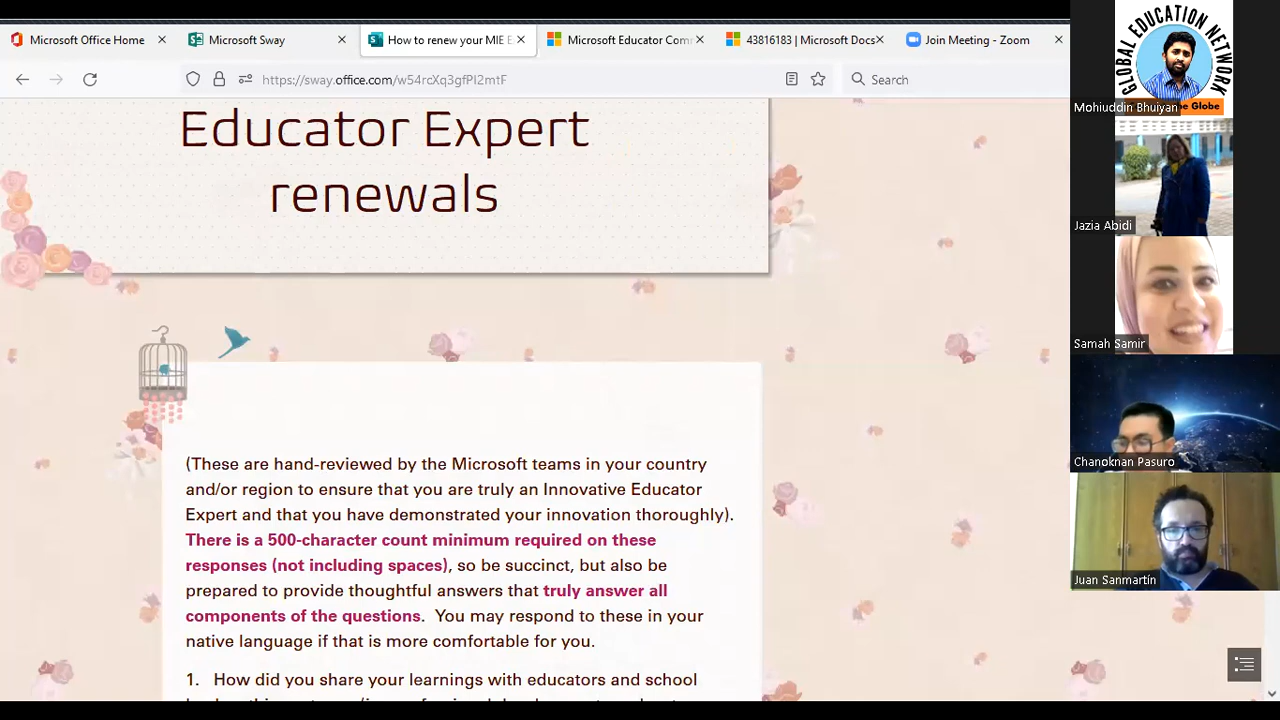 Microsoft Office Home
Microsoft Sway
How to renew your MIE E
Microsoft Educator Com
43816183 | Microsoft Docs
Join Meeting - Zoom
https://sway.office.com/w54rcXq3gfPl2mtF
Search
Educator Expert
renewals
(These are hand-reviewed by the Microsoft teams in your country
and/or region to ensure that you are truly an Innovative Educator
Expert and that you have demonstrated your innovation thoroughly).
There is a 500-character count minimum required on these
responses (not including spaces), so be succinct, but also be
prepared to provide thoughtful answers that truly answer all
components of the questions. You may respond to these in your
native language if that is more comfortable for you.
1. How did you share your learnings with educators and school
GLOBAL EDUCATION NETWORK
Globe
Mohiuddin Bhuiyan
Jazia Abidi
Samah Samir
Chanoknan Pasuro
Juan Sanmartín